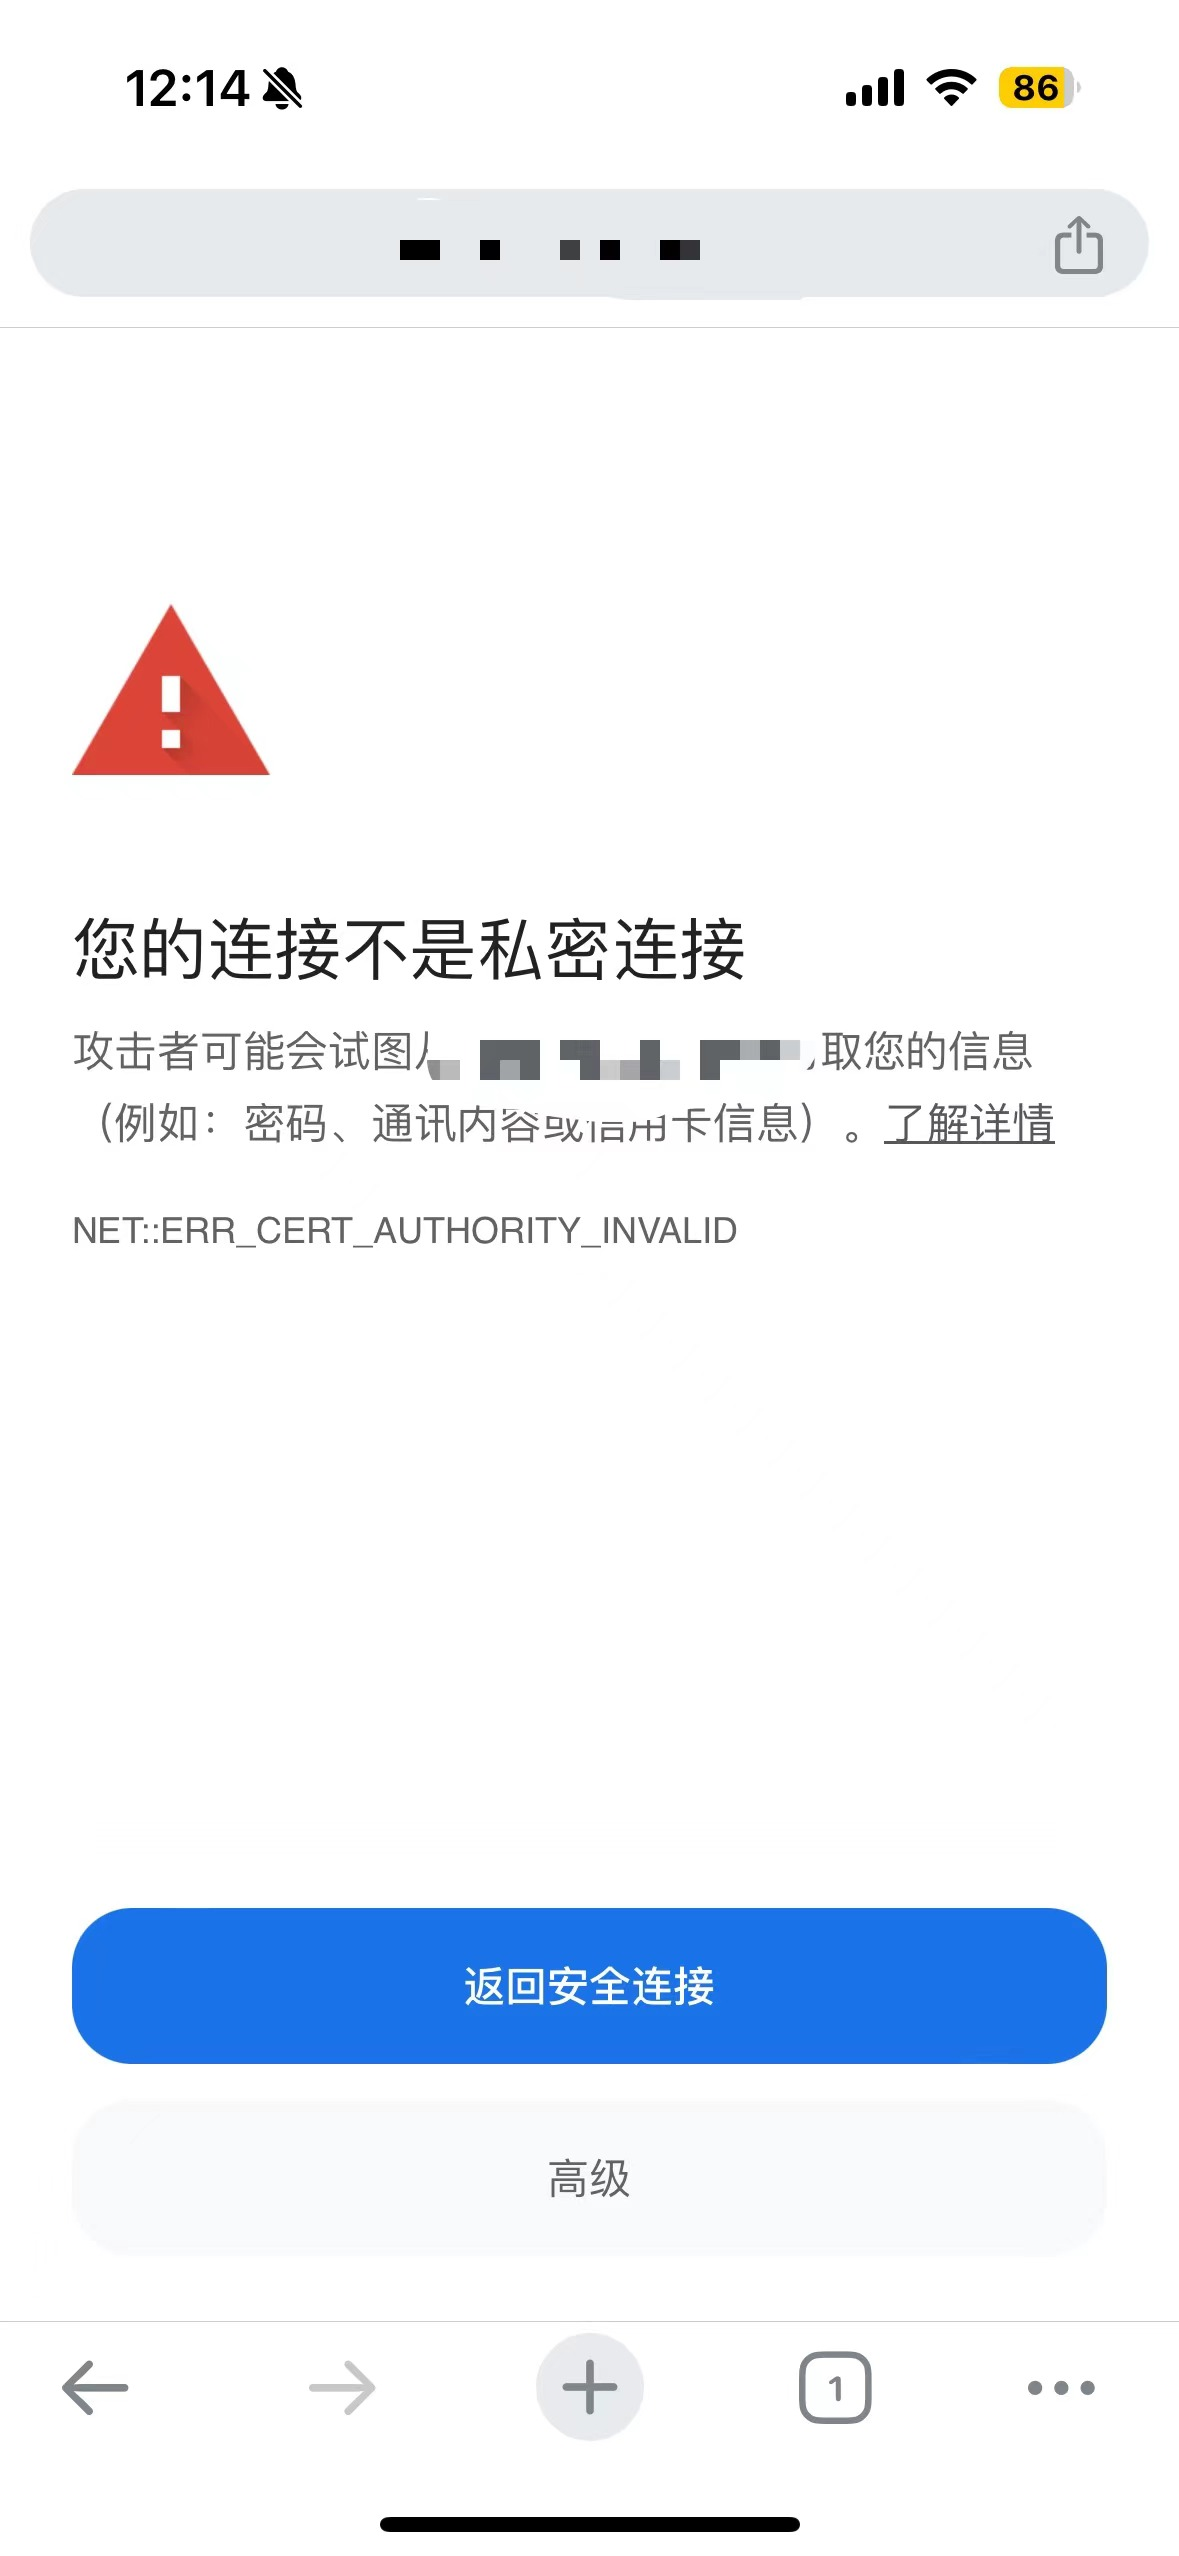 12:14
86
您的连接不是私密连接
攻击者可能会试图 取您的信息
（例如：密码、通讯内容或信用卡信息）。了解详情
NET::ERR_CERT_AUTHORITY_INVALID
返回安全连接
高级
1